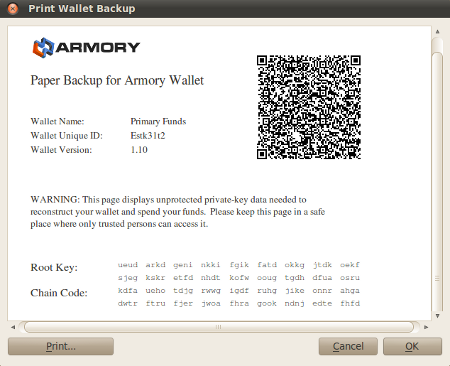 Print Wallet Backup
ARMORY
Paper Backup for Armory Wallet
Wallet Name: Primary Funds
Wallet Unique ID: Estk31t2
Wallet Version: 1.10
WARNING: This page displays unprotected private-key data needed to
reconstruct your wallet and spend your funds. Please keep this page in a safe
place where only trusted persons can access it.
Root Key: ueud arkd geni nkki fgik fatd okkg jtdk oekf
sjeg kskr etfd nhdt kofw ooug tgdh dfua osru
Chain Code: kdfa ueho tdjg rwwg igdf ruhg jike onnr ahga
dwtr ftru fjer jwoa fhra gook ndnj edte fhfd
Print...
Cancel
OK